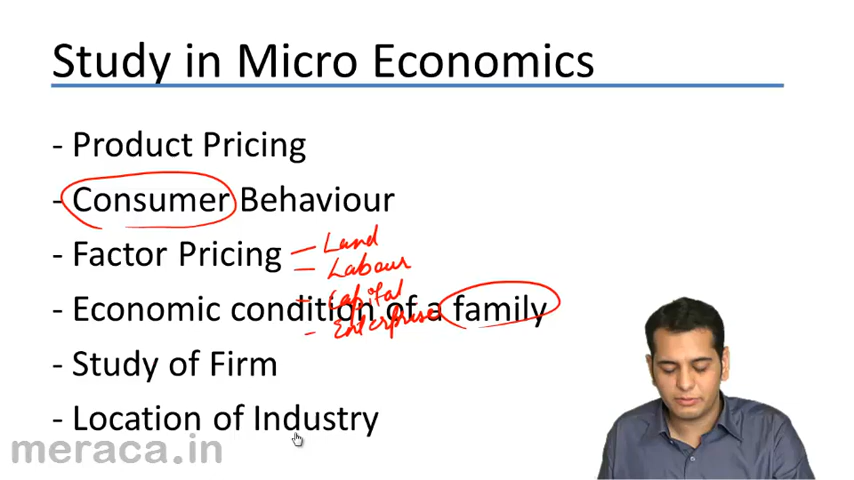 Study in Micro Economics
- Product Pricing
- Consumer Behaviour
- Factor Pricing
- Land
- Labour
- Capital
- Economic condition of a family
- Enterprise
- Study of Firm
- Location of Industry
meraca.in